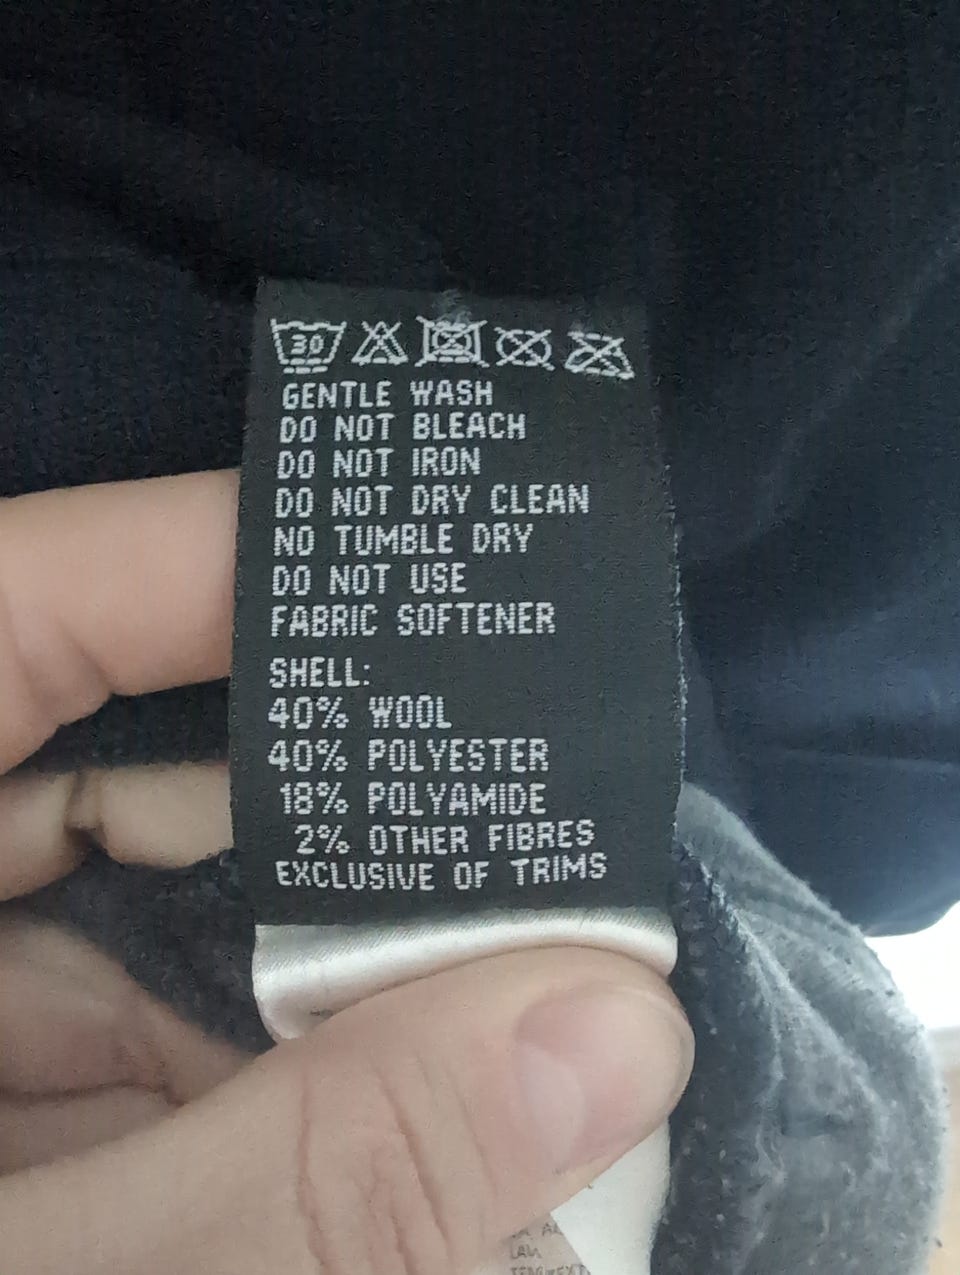 30
GENTLE WASH
DO NOT BLEACH
DO NOT IRON
DO NOT DRY CLEAN
NO TUMBLE DRY
DO NOT USE
FABRIC SOFTENER
SHELL:
40% WOOL
40% POLYESTER
18% POLYAMIDE
2% OTHER FIBRES
EXCLUSIVE OF TRIMS